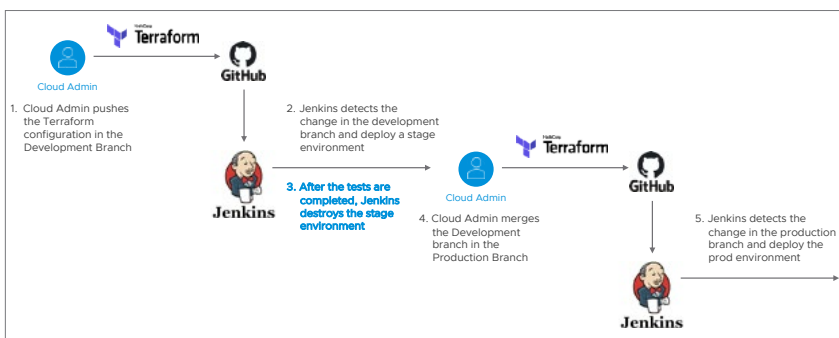 HashiCorp
Terraform
GitHub
Cloud Admin
1. Cloud Admin pushes
the Terraform
configuration in the
Development Branch
2. Jenkins detects the
change in the development
branch and deploy a stage
environment
Jenkins
3. After the tests are
completed, Jenkins
destroys the stage
environment
HashiCorp
Terraform
GitHub
Cloud Admin
4. Cloud Admin merges
the Development
branch in the
Production Branch
5. Jenkins detects the
change in the production
branch and deploy the
prod environment
Jenkins